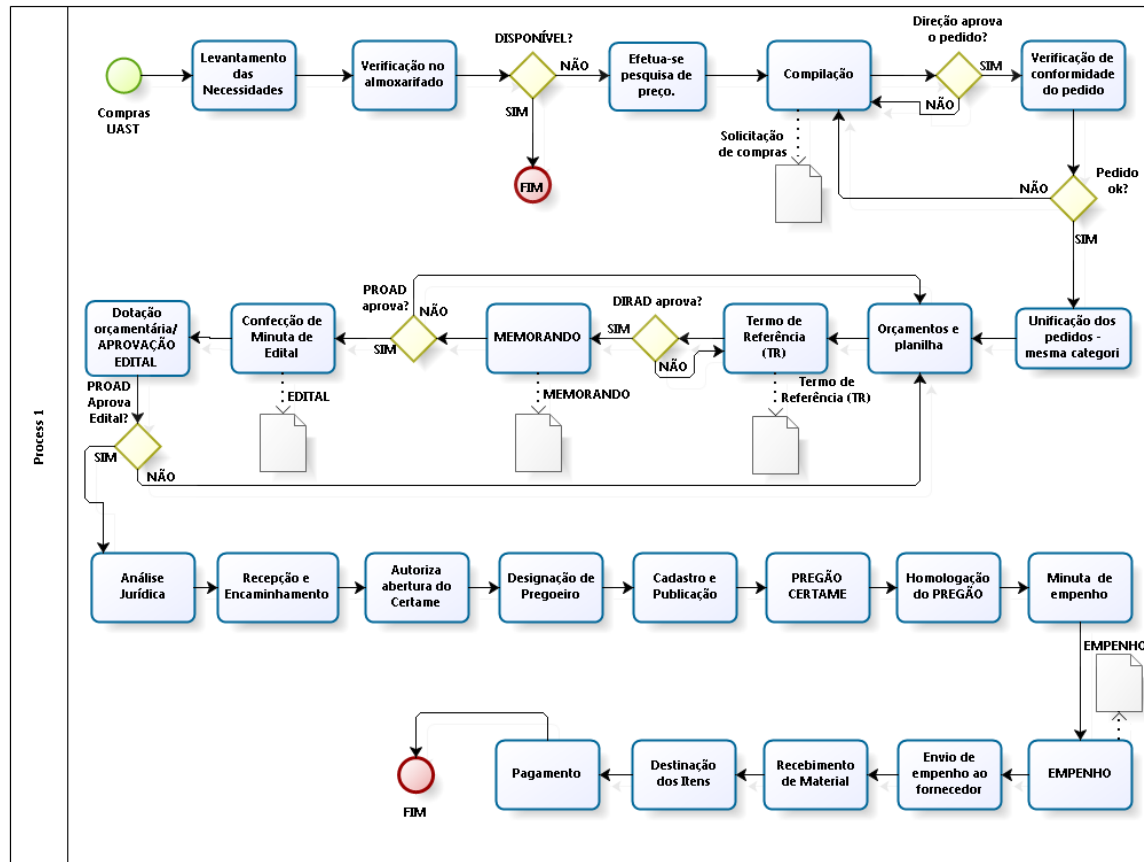 Process 1
Compras
UAST
Levantamento
das
Necessidades
Verificação no
almoxarifado
DISPONÍVEL?
NÃO
SIM
FIM
Efetua-se
pesquisa de
preço.
Compilação
Solicitação
de compras
Direção aprova
o pedido?
SIM
NÃO
Verificação de
conformidade
do pedido
Pedido
ok?
NÃO
SIM
Unificação dos
pedidos -
mesma categori
Orçamentos e
planilha
Termo de
Referência
(TR)
Termo de
Referência (TR)
DIRAD aprova?
SIM
NÃO
MEMORANDO
MEMORANDO
PROAD
aprova?
NÃO
SIM
Confecção de
Minuta de
Edital
EDITAL
Dotação
orçamentária/
APROVAÇÃO
EDITAL
PROAD
Aprova
Edital?
SIM
NÃO
Análise
Jurídica
Recepção e
Encaminhamento
Autoriza
abertura do
Certame
Designação de
Pregoeiro
Cadastro e
Publicação
PREGÃO
CERTAME
Homologação
do PREGÃO
Minuta de
empenho
EMPENHO
EMPENHO
Envio de
empenho ao
fornecedor
Recebimento
de Material
Destinação
dos Itens
Pagamento
FIM